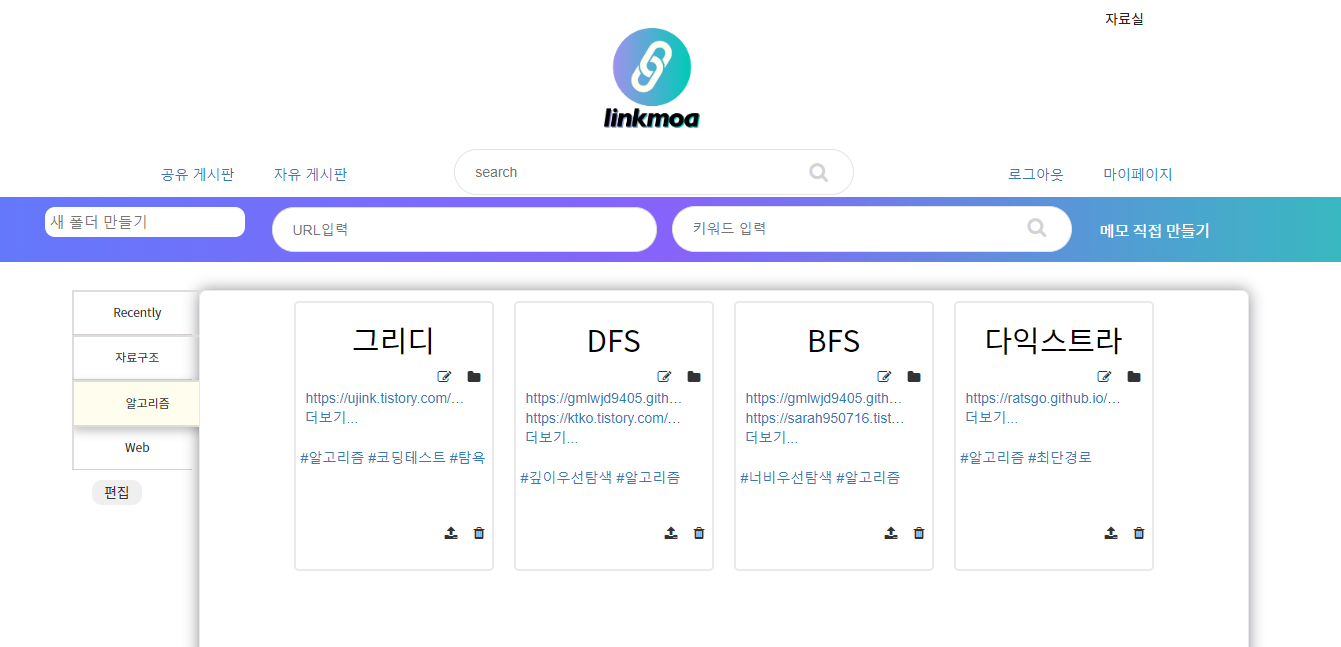 자료실
linkmoa
공유 게시판 자유 게시판 search 로그아웃 마이페이지
새 폴더 만들기 URL입력 키워드 입력 메모 직접 만들기
Recently
자료구조
알고리즘
Web
편집
그리디
https://ujink.tistory.com/…
더보기...
#알고리즘 #코딩테스트 #탐욕
DFS
https://gmlwjd9405.gith…
https://ktko.tistory.com/…
더보기...
#깊이우선탐색 #알고리즘
BFS
https://gmlwjd9405.gith…
https://sarah950716.tist…
더보기...
#너비우선탐색 #알고리즘
다익스트라
https://ratsgo.github.io/…
더보기...
#알고리즘 #최단경로